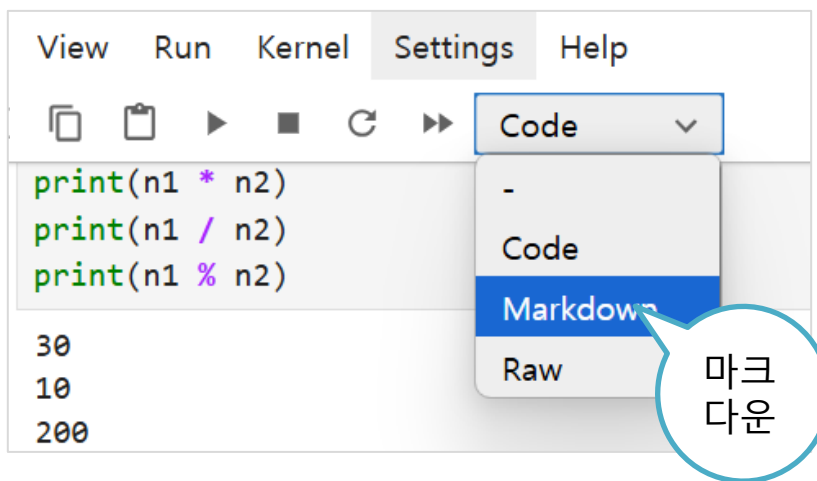 View Run Kernel Settings Help
Code
print(n1 * n2)
print(n1 / n2)
print(n1 % n2)
-
Code
Markdown
Raw
30
10
200
마크
다운